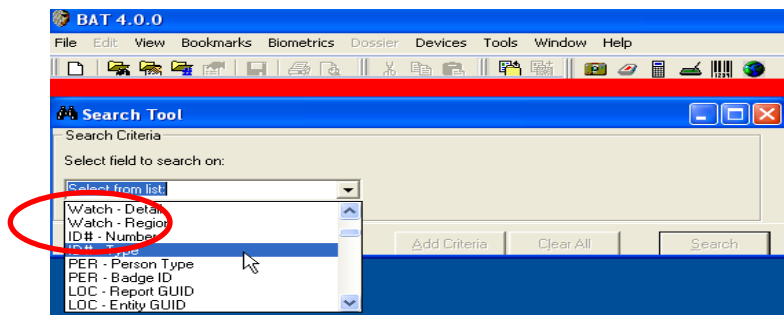 BAT 4.0.0
File Edit View Bookmarks Biometrics Dossier Devices Tools Window Help
Search Tool
Search Criteria
Select field to search on:
Select from list:
Watch - Detail
Watch - Region
ID# - Number
ID# - Type
PER - Person Type
PER - Badge ID
LOC - Report GUID
LOC - Entity GUID
Add Criteria Clear All Search